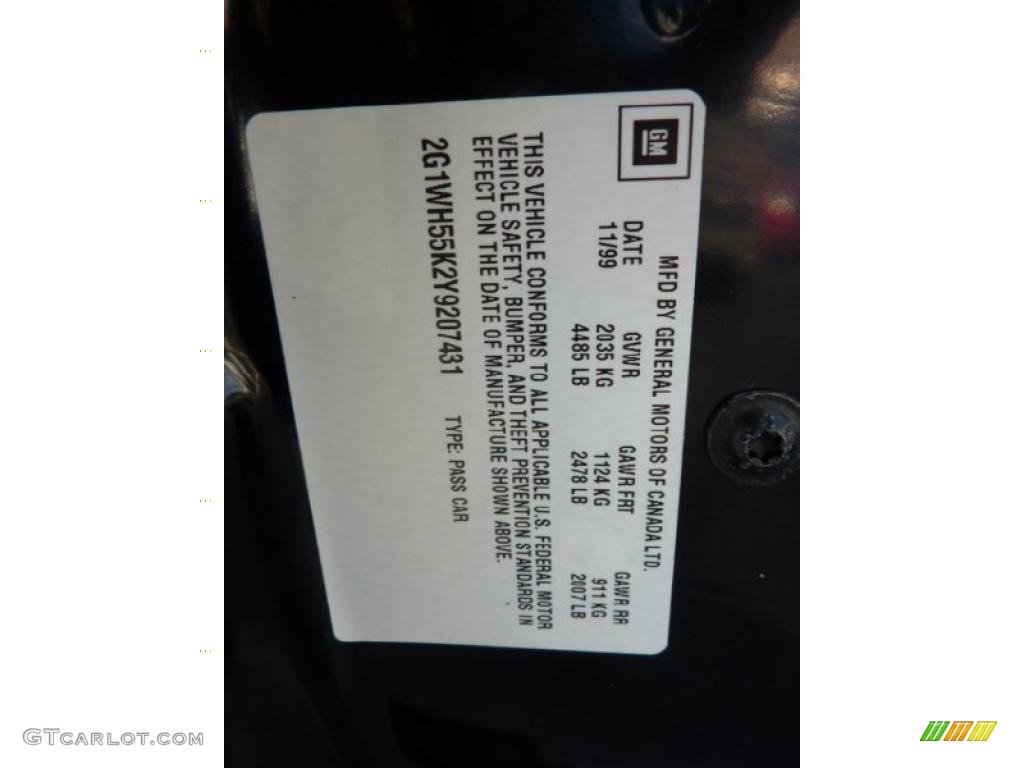 GM
MFD BY GENERAL MOTORS OF CANADA LTD.
DATE GVWR GAWR FRT GAWR RR
11/99 2035 KG 1124 KG 911 KG
4485 LB 2478 LB 2007 LB
THIS VEHICLE CONFORMS TO ALL APPLICABLE U.S. FEDERAL MOTOR
VEHICLE SAFETY, BUMPER, AND THEFT PREVENTION STANDARDS IN
EFFECT ON THE DATE OF MANUFACTURE SHOWN ABOVE.
2G1WH55K2Y9207431 TYPE: PASS CAR
GTCARLOT.COM